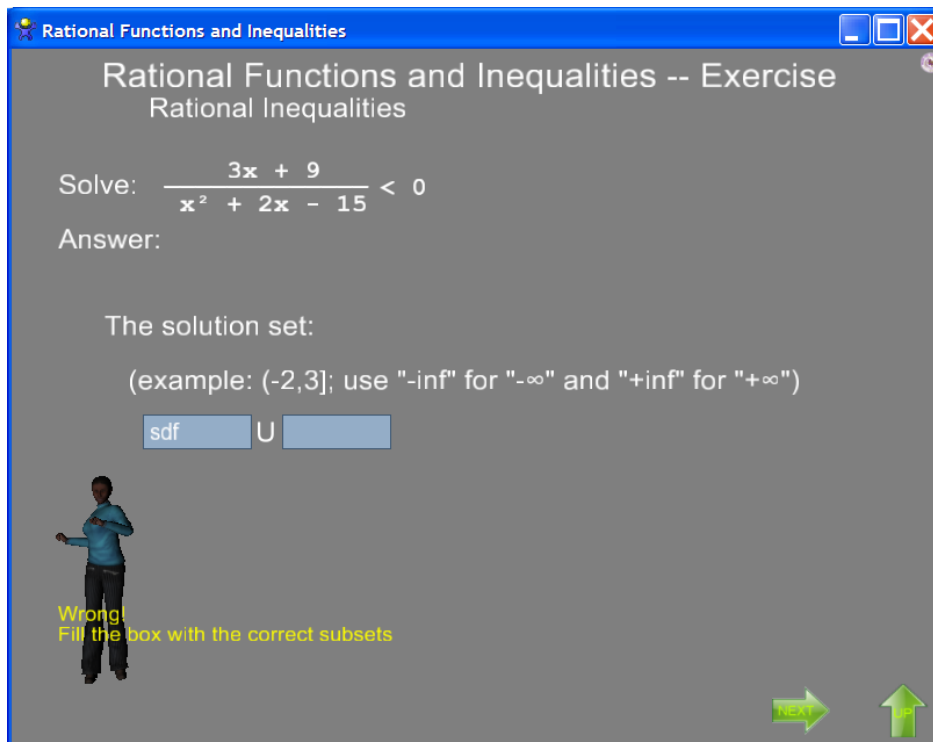 Rational Functions and Inequalities
Rational Functions and Inequalities -- Exercise
Rational Inequalities
Solve: 3x + 9
x² + 2x - 15 < 0
Answer:
The solution set:
(example: (-2,3]; use "-inf" for "-∞" and "+inf" for "+∞")
sdf U
Wrong!
Fill the box with the correct subsets
NEXT UP